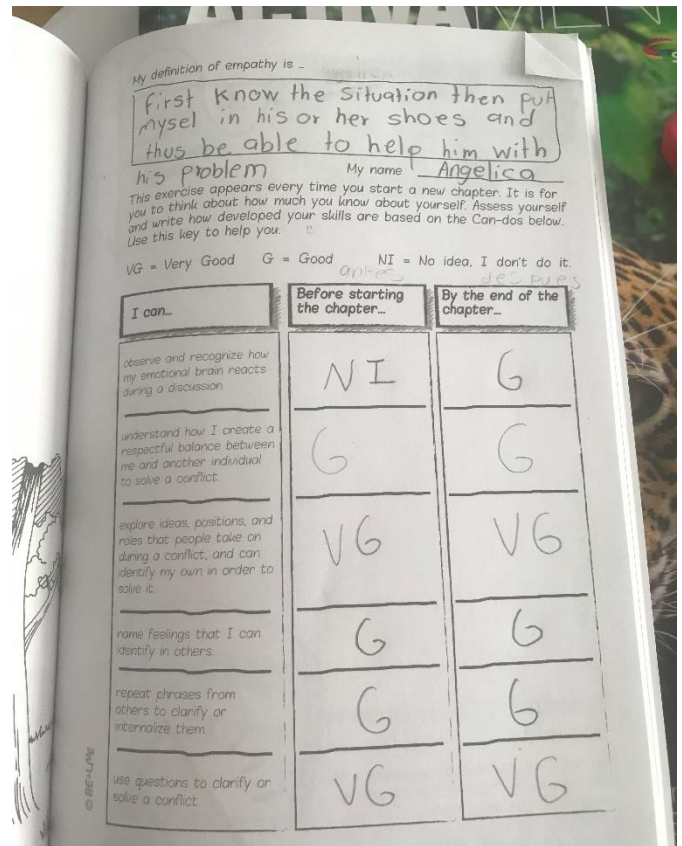 My definition of empathy is ...
first know the situation then put
mysel in his or her shoes and
thus be able to help him with
his problem
My name Angelica
This exercise appears every time you start a new chapter. It is for
you to think about how much you know about yourself. Assess yourself
and write how developed your skills are based on the Can-dos below.
Use this key to help you:
VG = Very Good G = Good NI = No idea, I don't do it.
antes despues
I can...
Before starting
the chapter...
By the end of the
chapter...
observe and recognize how
my emotional brain reacts
during a discussion.
NI
G
understand how I create a
respectful balance between
me and another individual
to solve a conflict.
G
G
explore ideas, positions, and
roles that people take on
during a conflict, and can
identify my own in order to
solve it.
VG
VG
name feelings that I can
identify in others.
G
G
repeat phrases from
others to clarify or
internalize them.
G
G
use questions to clarify or
solve a conflict.
VG
VG
© BE+LIVE